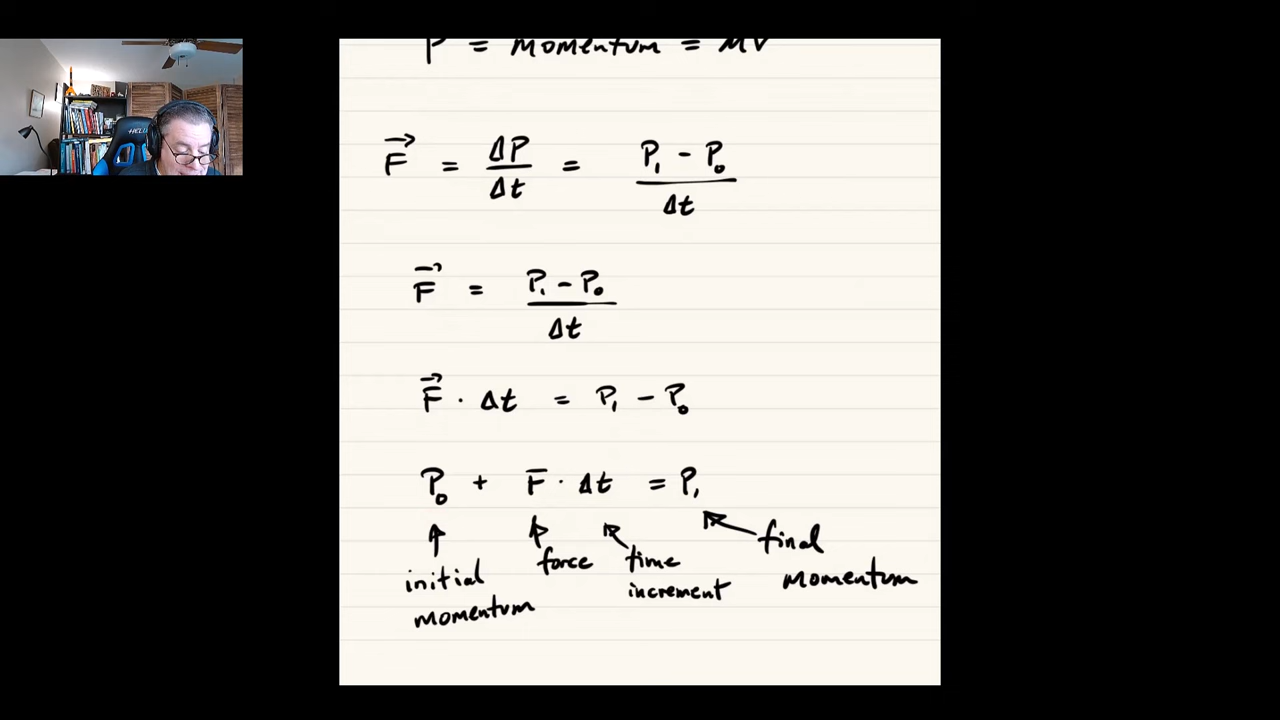 P = momentum = mv
F⃗ = ΔP/Δt = P₁ - P₀/Δt
F⃗ = P₁ - P₀/Δt
F⃗ · Δt = P₁ - P₀
P₀ + F̅ · Δt = P₁
initial momentum
force
time increment
final momentum
HELLO